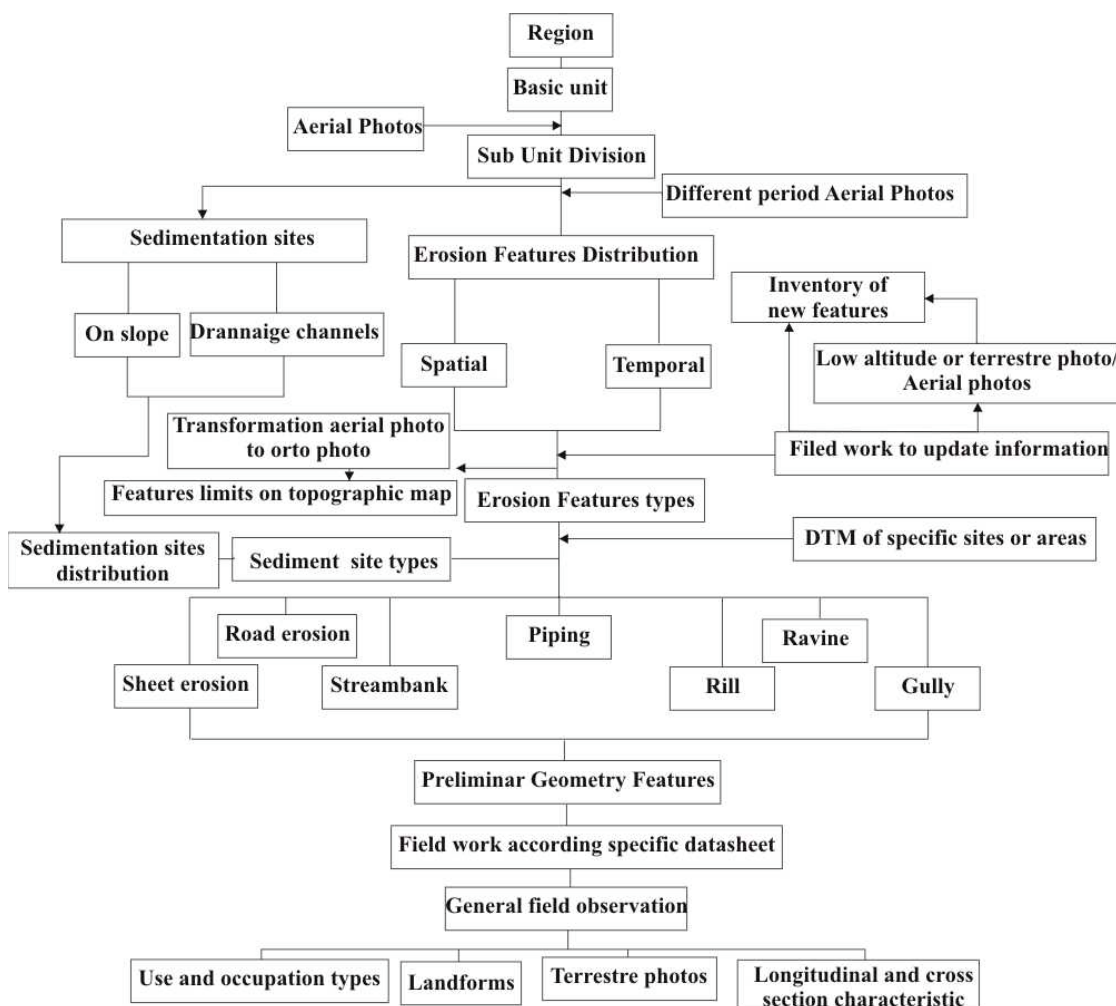 Region
Basic unit
Aerial Photos
Sub Unit Division
Different period Aerial Photos
Sedimentation sites
Erosion Features Distribution
Inventory of
new features
On slope
Drannaige channels
Spatial
Temporal
Low altitude or terrestre photo/
Aerial photos
Transformation aerial photo
to orto photo
Filed work to update information
Features limits on topographic map
Erosion Features types
DTM of specific sites or areas
Sedimentation sites
distribution
Sediment site types
Road erosion
Piping
Ravine
Sheet erosion
Streambank
Rill
Gully
Preliminar Geometry Features
Field work according specific datasheet
General field observation
Use and occupation types
Landforms
Terrestre photos
Longitudinal and cross
section characteristic